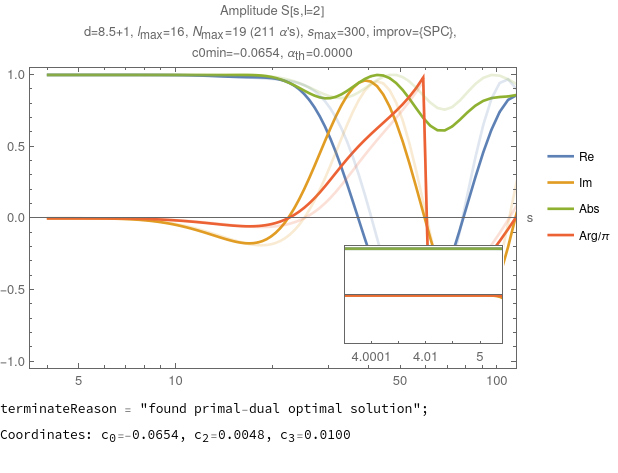 Amplitude S[s,l=2]
d=8.5+1, lmax=16, Nmax=19 (211 α's), smax=300, improv={SPC},
c0min=-0.0654, αth=0.0000
1.0
0.5
0.0
-0.5
-1.0
s
Re
Im
Abs
Arg/π
4.0001 4.01 5
5 10 50 100
terminateReason = "found primal-dual optimal solution";
Coordinates: c0=-0.0654, c2=0.0048, c3=0.0100